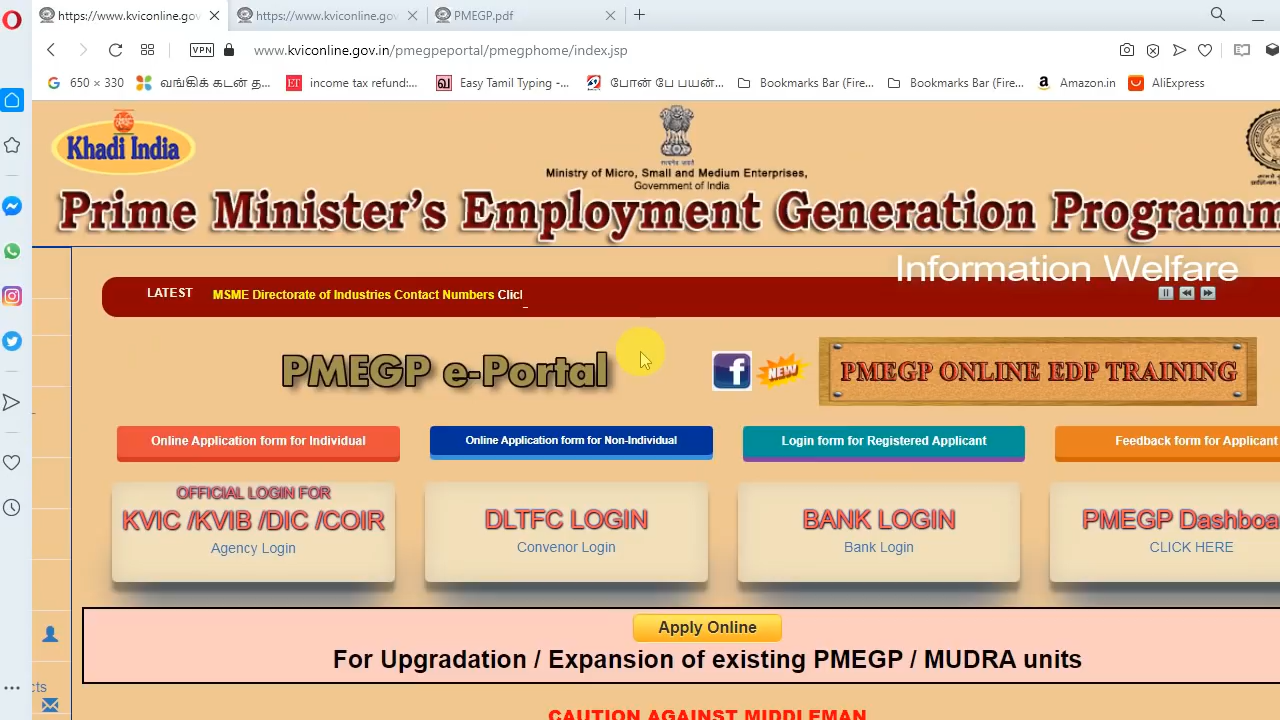 https://www.kviconline.gov
https://www.kviconline.gov
PMEGP.pdf
VPN
www.kviconline.gov.in/pmegpeportal/pmegphome/index.jsp
650 × 330
வங்கிக் கடன் த...
ET
income tax refund:...
Easy Tamil Typing -...
போன் பே பயன்...
Bookmarks Bar (Fire...
Bookmarks Bar (Fire...
Amazon.in
AliExpress
Khadi India
Ministry of Micro, Small and Medium Enterprises,
Government of India
Prime Minister's Employment Generation Programm
Information Welfare
LATEST
MSME Directorate of Industries Contact Numbers Clicl
PMEGP e-Portal
NEW
PMEGP ONLINE EDP TRAINING
Online Application form for Individual
Online Application form for Non-Individual
Login form for Registered Applicant
Feedback form for Applicant
OFFICIAL LOGIN FOR
KVIC /KVIB /DIC /COIR
Agency Login
DLTFC LOGIN
Convenor Login
BANK LOGIN
Bank Login
PMEGP Dashboa
CLICK HERE
Apply Online
For Upgradation / Expansion of existing PMEGP / MUDRA units
cts
CAUTION AGAINST MIDDLEMAN